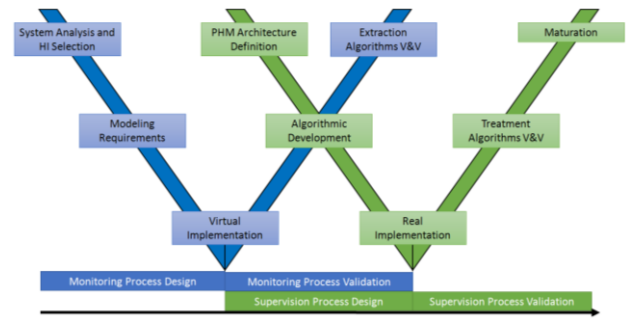 System Analysis and
HI Selection
PHM Architecture
Definition
Extraction
Algorithms V&V
Maturation
Modeling
Requirements
Algorithmic
Development
Treatment
Algorithms V&V
Virtual
Implementation
Real
Implementation
Monitoring Process Design
Monitoring Process Validation
Supervision Process Design
Supervision Process Validation